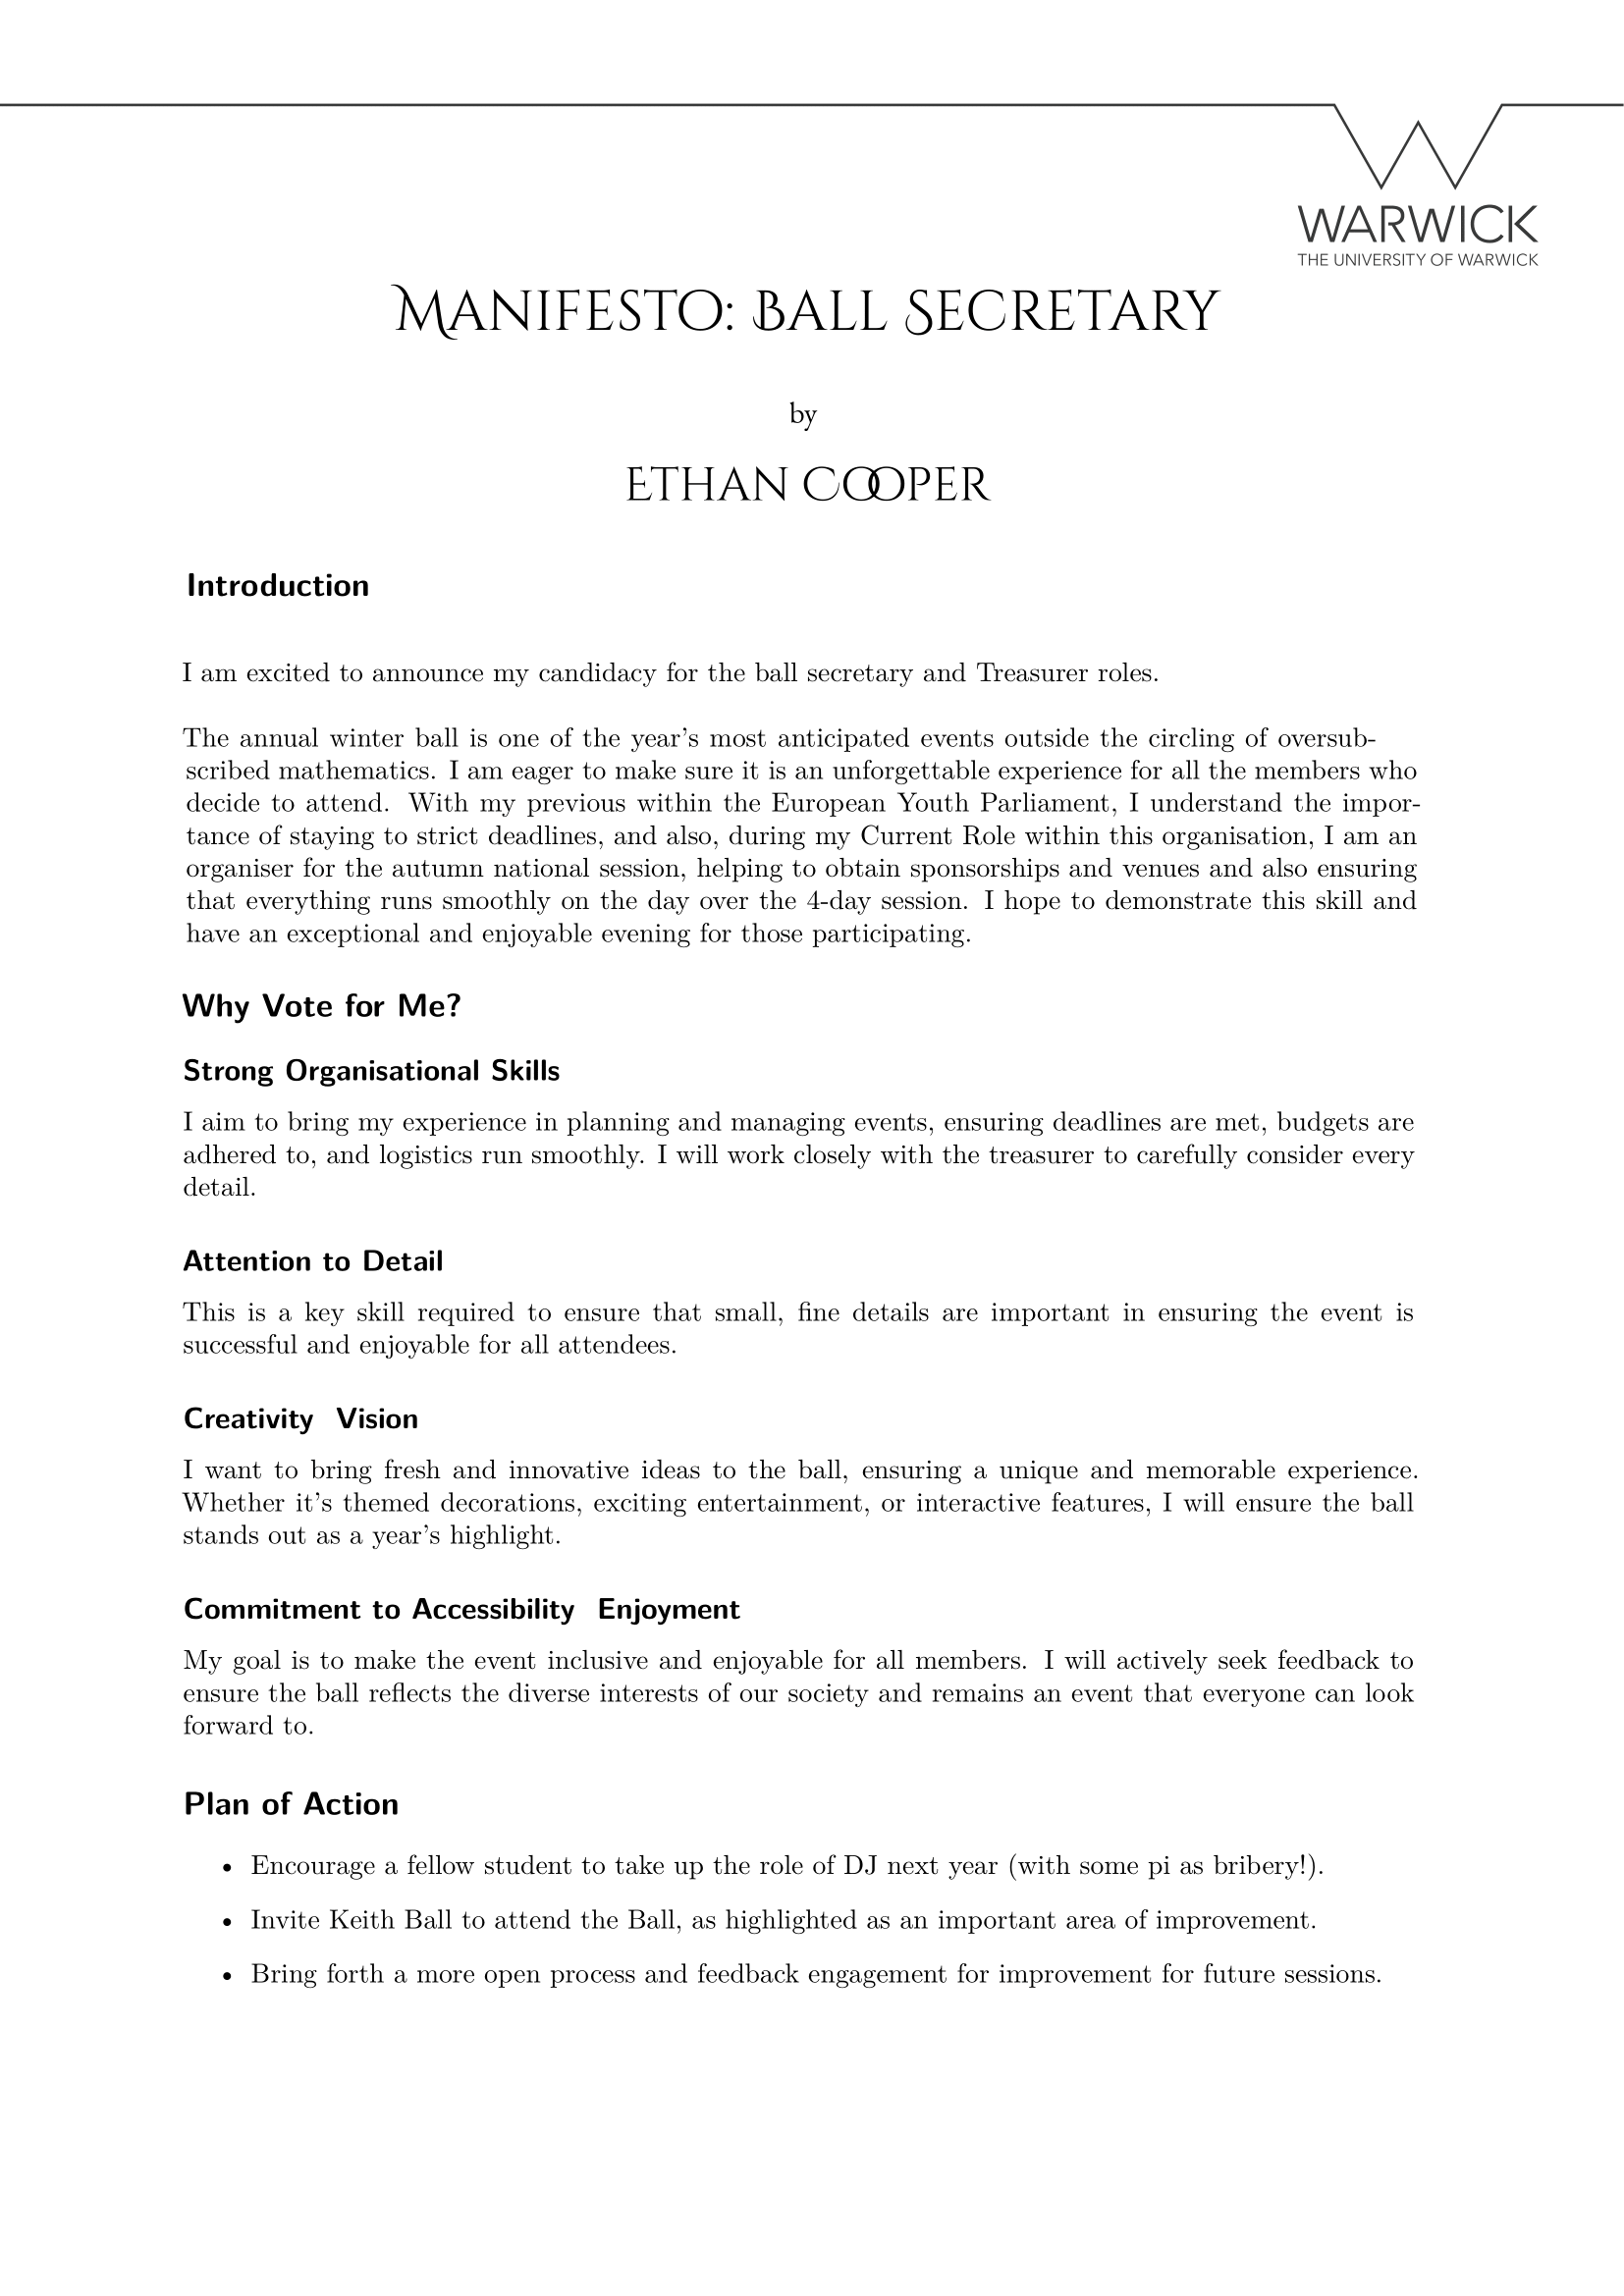 WARWICK
THE UNIVERSITY OF WARWICK
Manifesto: Ball Secretary
by
Ethan Cooper
Introduction
I am excited to announce my candidacy for the ball secretary and Treasurer roles.
The annual winter ball is one of the year's most anticipated events outside the circling of oversub-
scribed mathematics. I am eager to make sure it is an unforgettable experience for all the members who
decide to attend. With my previous within the European Youth Parliament, I understand the impor-
tance of staying to strict deadlines, and also, during my Current Role within this organisation, I am an
organiser for the autumn national session, helping to obtain sponsorships and venues and also ensuring
that everything runs smoothly on the day over the 4-day session. I hope to demonstrate this skill and
have an exceptional and enjoyable evening for those participating.
Why Vote for Me?
Strong Organisational Skills
I aim to bring my experience in planning and managing events, ensuring deadlines are met, budgets are
adhered to, and logistics run smoothly. I will work closely with the treasurer to carefully consider every
detail.
Attention to Detail
This is a key skill required to ensure that small, fine details are important in ensuring the event is
successful and enjoyable for all attendees.
Creativity Vision
I want to bring fresh and innovative ideas to the ball, ensuring a unique and memorable experience.
Whether it's themed decorations, exciting entertainment, or interactive features, I will ensure the ball
stands out as a year's highlight.
Commitment to Accessibility Enjoyment
My goal is to make the event inclusive and enjoyable for all members. I will actively seek feedback to
ensure the ball reflects the diverse interests of our society and remains an event that everyone can look
forward to.
Plan of Action
• Encourage a fellow student to take up the role of DJ next year (with some pi as bribery!).
• Invite Keith Ball to attend the Ball, as highlighted as an important area of improvement.
• Bring forth a more open process and feedback engagement for improvement for future sessions.